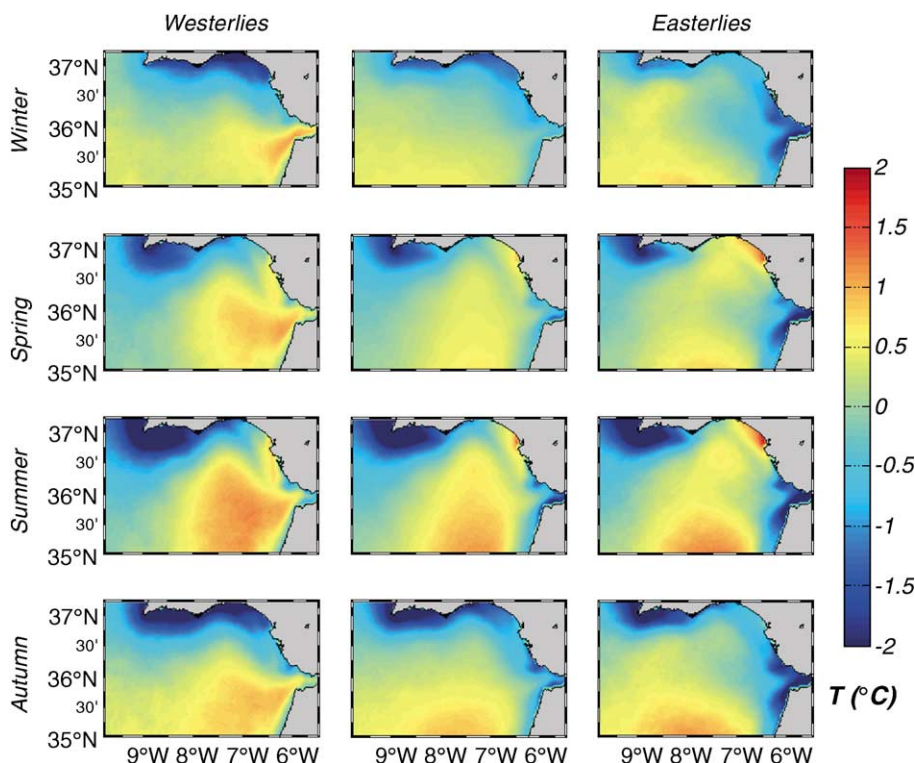 Westerlies Easterlies
Winter
37°N
30'
36°N
30'
35°N
Spring
37°N
30'
36°N
30'
35°N
Summer
37°N
30'
36°N
30'
35°N
Autumn
37°N
30'
36°N
30'
35°N
9°W 8°W 7°W 6°W 9°W 8°W 7°W 6°W 9°W 8°W 7°W 6°W
2
1.5
1
0.5
0
-0.5
-1
-1.5
-2
T (°C)